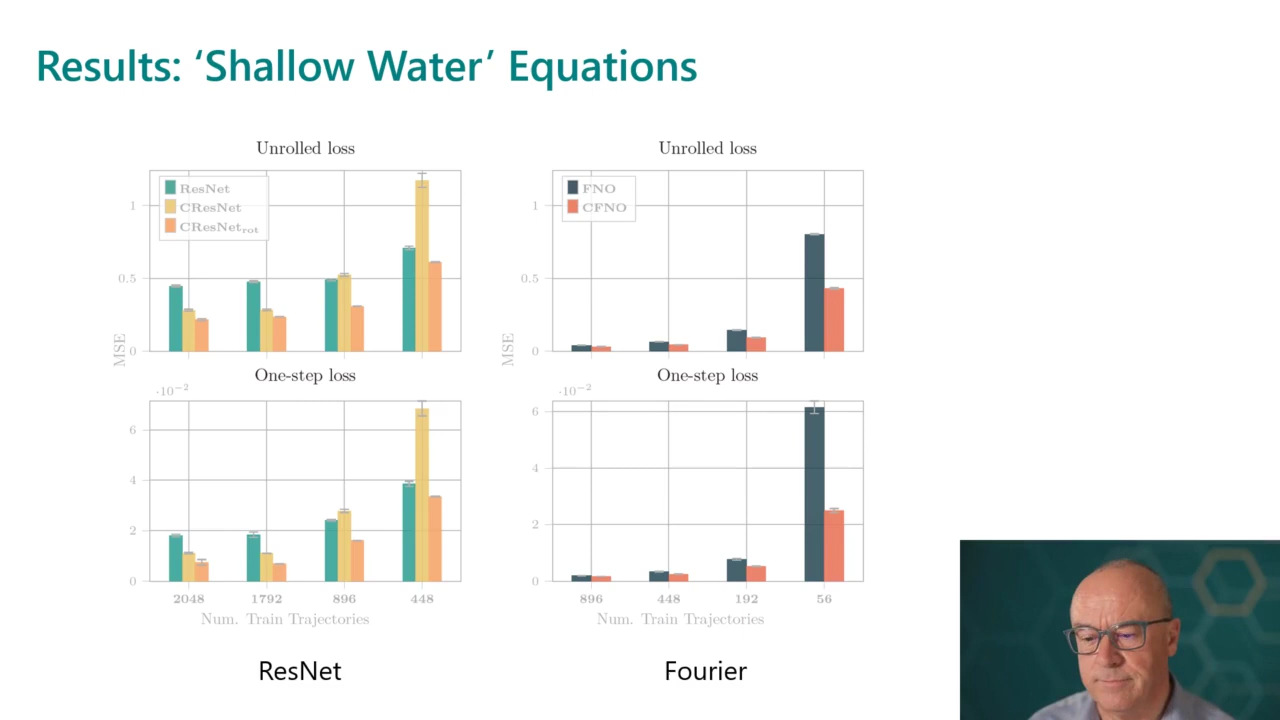 Results: ‘Shallow Water’ Equations
Unrolled loss
ResNet
CResNet
CResNet_rot
1
0.5
0
MSE
One-step loss
·10⁻²
6
4
2
0
2048 1792 896 448
Num. Train Trajectories
ResNet
Unrolled loss
FNO
CFNO
1
0.5
0
MSE
One-step loss
·10⁻²
6
4
2
0
896 448 192 56
Num. Train Trajectories
Fourier